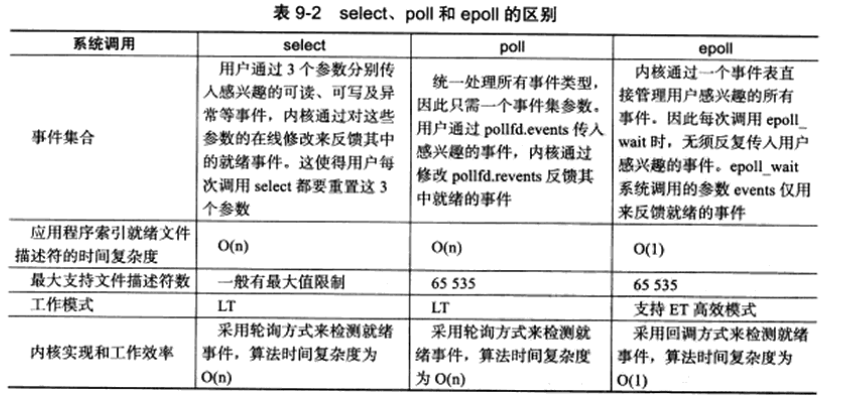 表 9-2 select、poll 和 epoll 的区别
系统调用 select poll epoll
事件集合
用户通过 3 个参数分别传
入感兴趣的可读、可写及异
常等事件，内核通过对这些
参数的在线修改来反馈其中
的就绪事件。这使得用户每
次调用 select 都要重置这 3
个参数
统一处理所有事件类型，
因此只需一个事件集参数。
用户通过 pollfd.events 传入
感兴趣的事件，内核通过
修改 pollfd.revents 反馈其
中就绪的事件
内核通过一个事件表直
接管理用户感兴趣的所有
事件。因此每次调用 epoll_
wait 时，无须反复传入用户
感兴趣的事件。epoll_wait
系统调用的参数 events 仅用
来反馈就绪的事件
应用程序索引就绪文件
描述符的时间复杂度
O(n) O(n) O(1)
最大支持文件描述符数 一般有最大值限制 65 535 65 535
工作模式 LT LT 支持 ET 高效模式
内核实现和工作效率
采用轮询方式来检测就绪
事件，算法时间复杂度为
O(n)
采用轮询方式来检测就
绪事件，算法时间复杂度
为 O(n)
采用回调方式来检测就绪
事件，算法时间复杂度为
O(1)